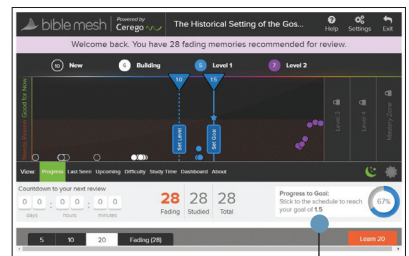 bible mesh Powered by Cerego The Historical Setting of the Gos... Help Settings Exit
Welcome back. You have 28 fading memories recommended for review.
10 New 6 Building 5 Level 1 7 Level 2
10 1.5
Needs Review Good for Now Set Level Set Goal Level 3 Level 4 Mastery Zone
View: Progress Last Seen Upcoming Difficulty Study Time Dashboard About
Countdown to your next review
0 0 : 0 0 : 0 0
days hours minutes
28 28 28
Fading Studied Total
Progress to Goal:
Stick to the schedule to reach
your goal of 1.5
67%
5 10 20 Fading (28) Learn 20